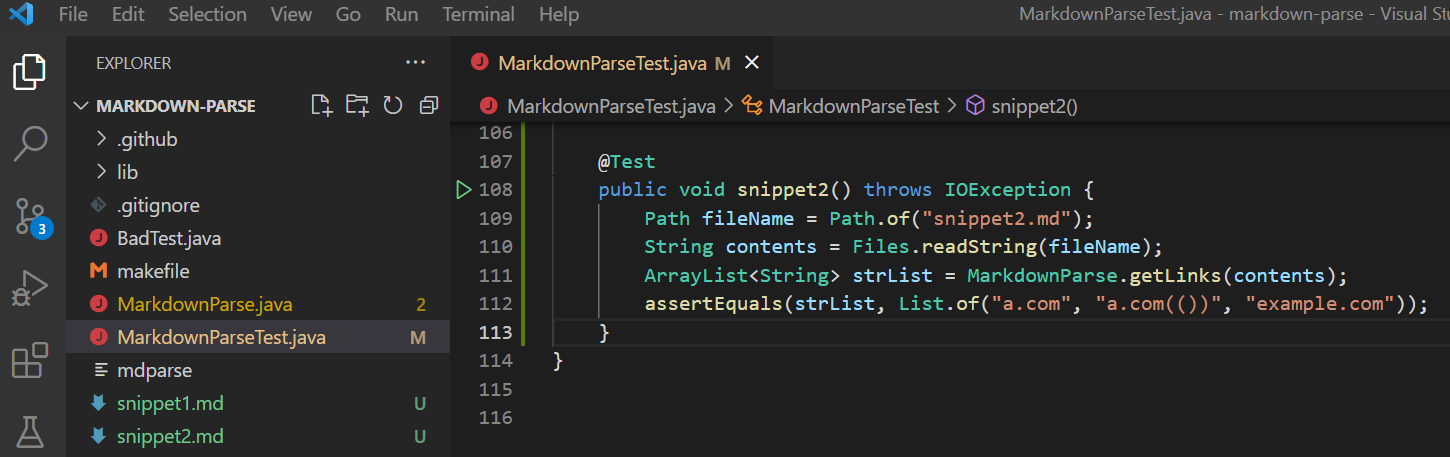 File Edit Selection View Go Run Terminal Help MarkdownParseTest.java - markdown-parse - Visual
EXPLORER ...
MarkdownParseTest.java M
MARKDOWN-PARSE
MarkdownParseTest.java > MarkdownParseTest > snippet2()
.github
lib
.gitignore
BadTest.java
makefile
MarkdownParse.java 2
MarkdownParseTest.java M
mdparse
snippet1.md U
snippet2.md U
3
106
107 @Test
108 public void snippet2() throws IOException {
109 Path fileName = Path.of("snippet2.md");
110 String contents = Files.readString(fileName);
111 ArrayList<String> strList = MarkdownParse.getLinks(contents);
112 assertEquals(strList, List.of("a.com", "a.com(())", "example.com"));
113 }
114 }
115
116